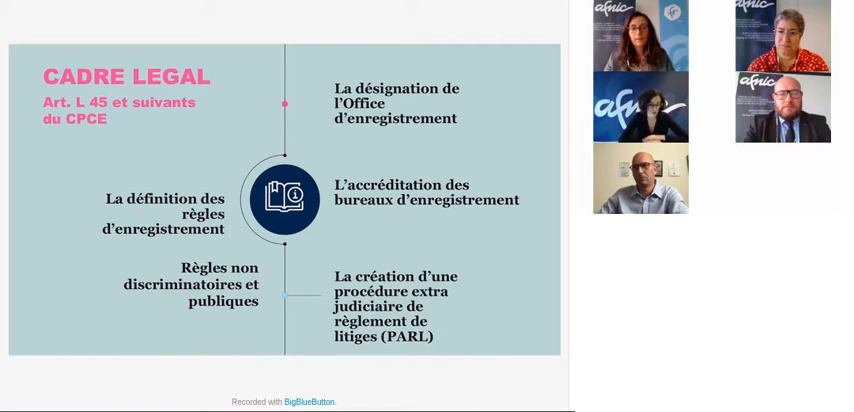 CADRE LEGAL
Art. L 45 et suivants
du CPCE
La désignation de
l’Office
d’enregistrement
La définition des
règles
d’enregistrement
L’accréditation des
bureaux d’enregistrement
Règles non
discriminatoires et
publiques
La création d’une
procédure extra
judiciaire de
règlement de
litiges (PARL)
Recorded with BigBlueButton.
afnic
afnic
afnic
afnic